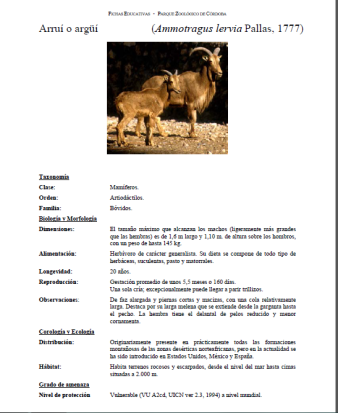 FICHAS EDUCATIVAS - PARQUE ZOOLÓGICO DE CÓRDOBA
Arruí o argüí (Ammotragus lervia Pallas, 1777)
Taxonomía
Clase: Mamíferos.
Orden: Artiodáctilos.
Familia: Bóvidos.
Biología y Morfología
Dimensiones: El tamaño máximo que alcanzan los machos (ligeramente más grandes
que las hembras) es de 1,6 m largo y 1,10 m. de altura sobre los hombros,
con un peso de hasta 145 kg.
Alimentación: Herbívoro de carácter generalista. Su dieta se compone de todo tipo de
herbáceas, suculentas, pasto y matorrales.
Longevidad: 20 años.
Reproducción: Gestación promedio de unos 5,5 meses o 160 días.
Una sola cría; excepcionalmente puede llegar a parir trillizos.
Observaciones: De faz alargada y piernas cortas y macizas, con una cola relativamente
larga. Destaca por su larga melena que se extiende desde la garganta hasta
el pecho. La hembra tiene el delantal de pelos reducido y menor
cornamenta.
Corología y Ecología
Distribución: Originariamente presente en prácticamente todas las formaciones
montañosas de las zonas desérticas norteafricanas, pero en la actualidad se
ha sido introducido en Estados Unidos, México y España.
Hábitat: Habita terrenos rocosos y escarpados, desde el nivel del mar hasta cimas
situadas a 2.000 m.
Grado de amenaza
Nivel de protección Vulnerable (VU A2cd, UICN ver 2.3, 1994) a nivel mundial.